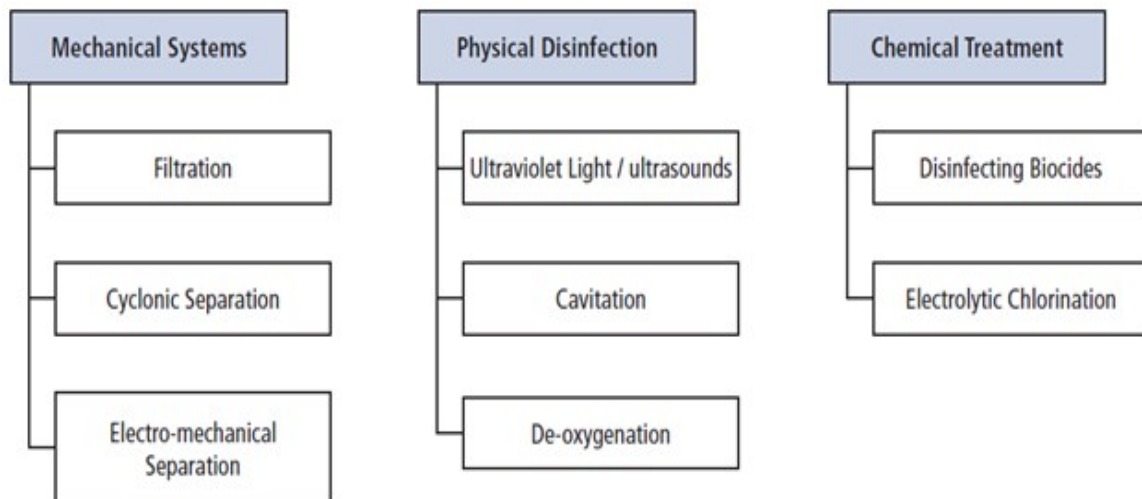 Mechanical Systems
Filtration
Cyclonic Separation
Electro-mechanical
Separation
Physical Disinfection
Ultraviolet Light / ultrasounds
Cavitation
De-oxygenation
Chemical Treatment
Disinfecting Biocides
Electrolytic Chlorination